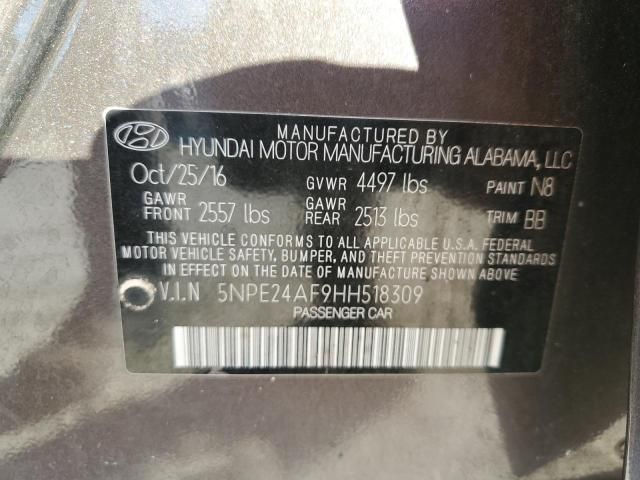 MANUFACTURED BY
HYUNDAI MOTOR MANUFACTURING ALABAMA, LLC
Oct/25/16 GVWR 4497 lbs PAINT N8
GAWR FRONT 2557 lbs GAWR REAR 2513 lbs TRIM BB
THIS VEHICLE CONFORMS TO ALL APPLICABLE U.S.A. FEDERAL
MOTOR VEHICLE SAFETY, BUMPER, AND THEFT PREVENTION STANDARDS
IN EFFECT ON THE DATE OF MANUFACTURE SHOWN ABOVE.
V.I.N 5NPE24AF9HH518309
PASSENGER CAR